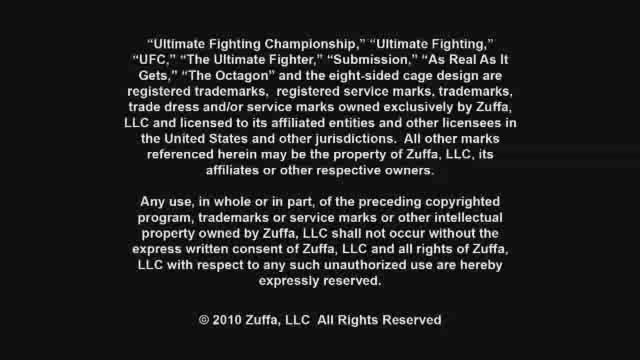 “Ultimate Fighting Championship,” “Ultimate Fighting,”
“UFC,” “The Ultimate Fighter,” “Submission,” “As Real As It
Gets,” “The Octagon” and the eight-sided cage design are
registered trademarks, registered service marks, trademarks,
trade dress and/or service marks owned exclusively by Zuffa,
LLC and licensed to its affiliated entities and other licensees in
the United States and other jurisdictions. All other marks
referenced herein may be the property of Zuffa, LLC, its
affiliates or other respective owners.
Any use, in whole or in part, of the preceding copyrighted
program, trademarks or service marks or other intellectual
property owned by Zuffa, LLC shall not occur without the
express written consent of Zuffa, LLC and all rights of Zuffa,
LLC with respect to any such unauthorized use are hereby
expressly reserved.
© 2010 Zuffa, LLC All Rights Reserved